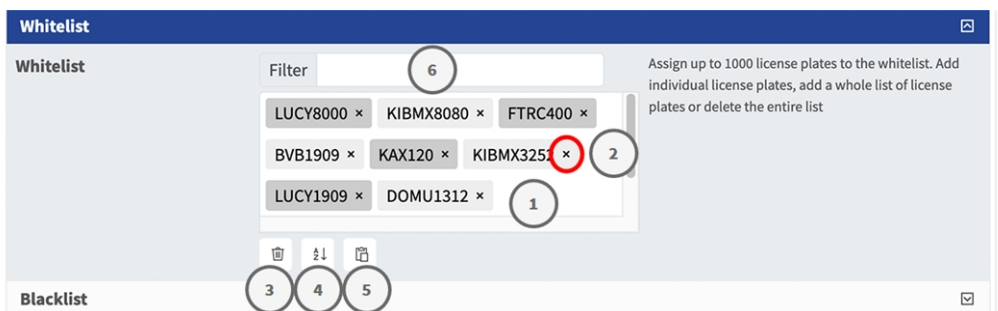 Whitelist
Whitelist
Filter
6
Assign up to 1000 license plates to the whitelist. Add
individual license plates, add a whole list of license
plates or delete the entire list
LUCY8000 × KIBMX8080 × FTRC400 ×
BVB1909 × KAX120 × KIBMX3252 × 2
LUCY1909 × DOMU1312 × 1
A
Z
3 4 5
Blacklist